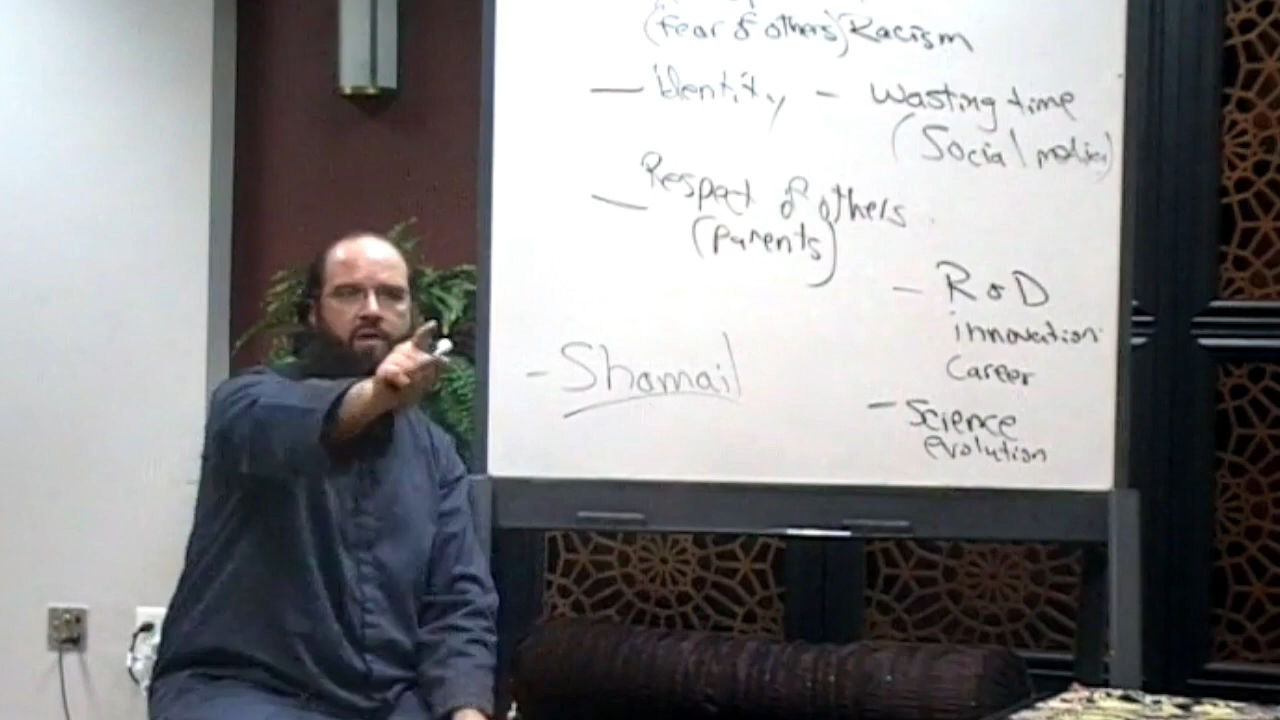 (Fear of others) Racism
— Identity - Wasting time
(Social media)
— Respect of others
(parents)
- R & D
innovation
Career
- Shamail
- Science
evolution